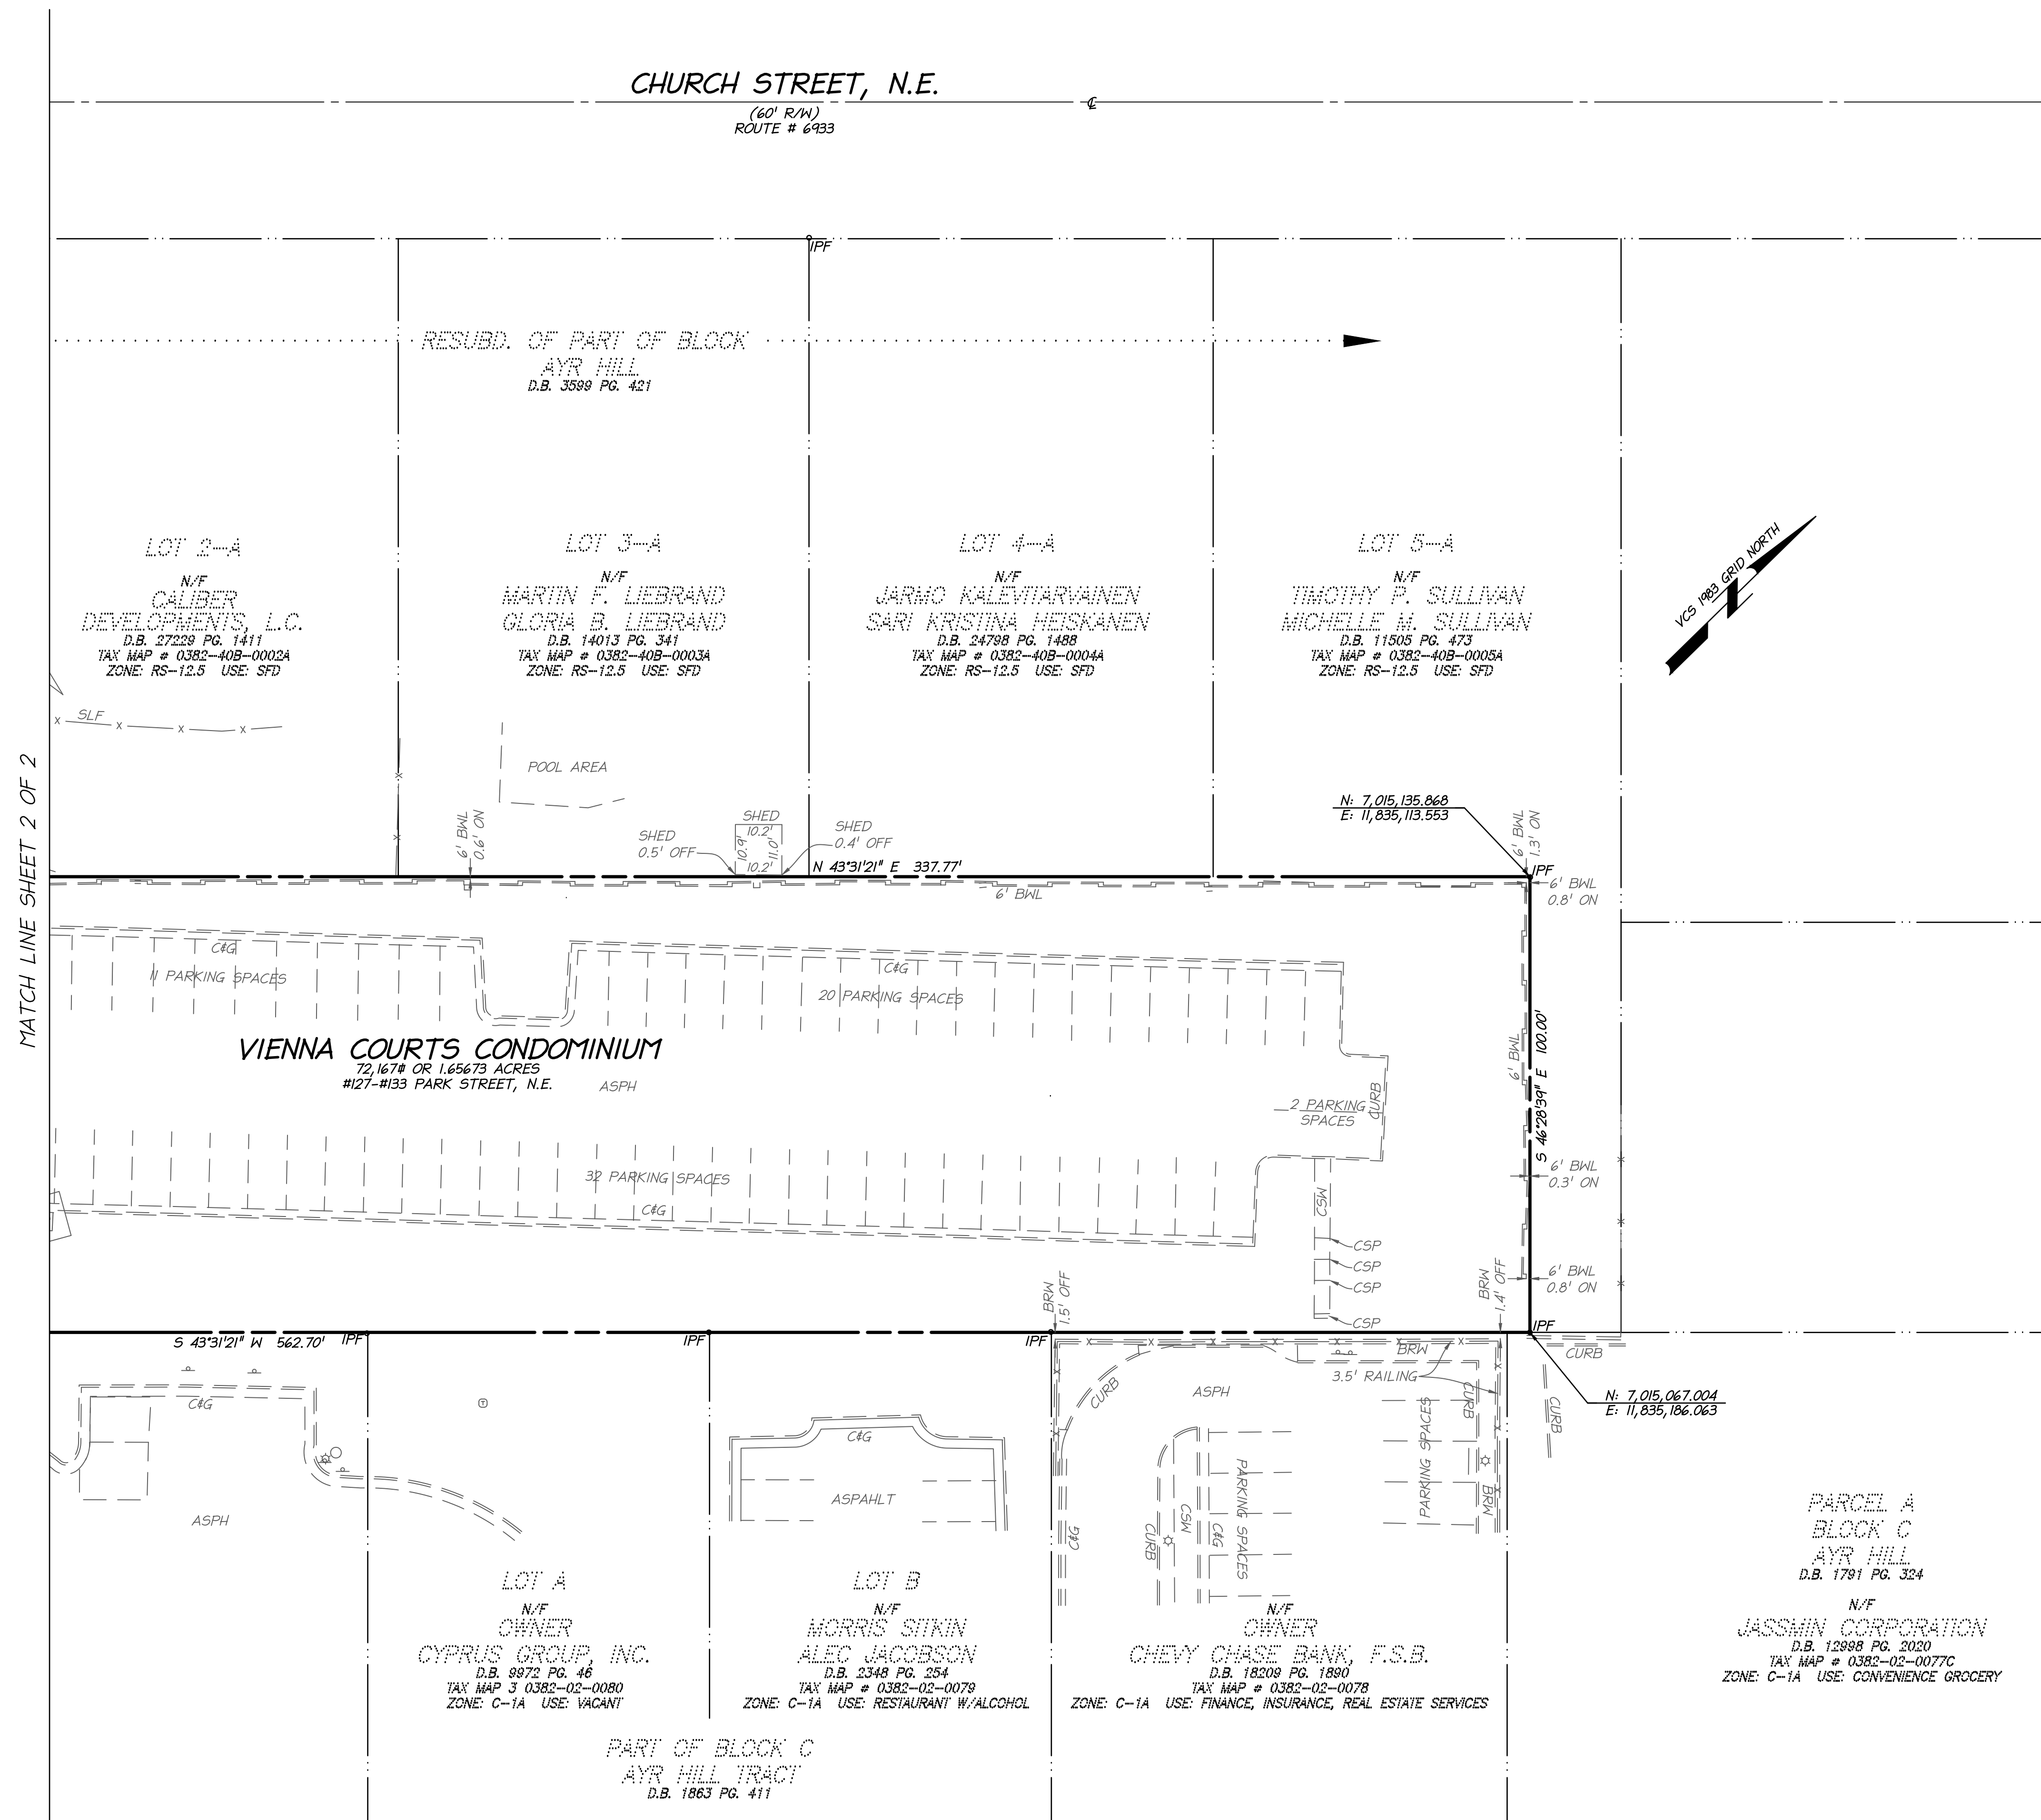 CHURCH STREET, N.E.
℄
(60' R/W)
ROUTE # 6933
IPF
RESUBD. OF PART OF BLOCK
AYR HILL
D.B. 3599 PG. 421
VCS 1983 GRID NORTH
LOT 2-A
N/F
CALIBER
DEVELOPMENTS, L.C.
D.B. 27229 PG. 1411
TAX MAP # 0382-40B-0002A
ZONE: RS-12.5 USE: SFD
LOT 3-A
N/F
MARTIN F. LIEBRAND
GLORIA B. LIEBRAND
D.B. 14013 PG. 341
TAX MAP # 0382-40B-0003A
ZONE: RS-12.5 USE: SFD
LOT 4-A
N/F
JARMO KALEVITARVAINEN
SARI KRISTINA HEISKANEN
D.B. 24798 PG. 1488
TAX MAP # 0382-40B-0004A
ZONE: RS-12.5 USE: SFD
LOT 5-A
N/F
TIMOTHY P. SULLIVAN
MICHELLE M. SULLIVAN
D.B. 11505 PG. 473
TAX MAP # 0382-40B-0005A
ZONE: RS-12.5 USE: SFD
SLF
POOL AREA
MATCH LINE SHEET 2 OF 2
6' BWL
0.6' ON
SHED
0.5' OFF
SHED
10.2'
10.9'
11.0'
10.2'
SHED
0.4' OFF
N 43°31'21" E 337.77'
N: 7,015,135.868
E: 11,835,113.553
6' BWL
1.3' ON
IPF
6' BWL
0.8' ON
6' BWL
C&G
11 PARKING SPACES
C&G
20 PARKING SPACES
VIENNA COURTS CONDOMINIUM
72,167⌗ OR 1.65673 ACRES
#127-#133 PARK STREET, N.E.
ASPH
2 PARKING
SPACES
CURB
6' BWL
S 46°28'39" E 100.00'
32 PARKING SPACES
C&G
6' BWL
0.3' ON
CSW
CSP
CSP
CSP
CSP
6' BWL
0.8' ON
BRW
1.5' OFF
BRW
1.4' OFF
S 43°31'21" W 562.70'
IPF
IPF
IPF
IPF
CURB
BRW
3.5' RAILING
N: 7,015,067.004
E: 11,835,186.063
C&G
ASPH
T
C&G
ASPAHLT
CURB
ASPH
CURB
CURB
PARKING SPACES
BRW
C&G
CURB
CSW
C&G
PARKING SPACES
LOT A
N/F
OWNER
CYPRUS GROUP, INC.
D.B. 9972 PG. 46
TAX MAP 3 0382-02-0080
ZONE: C-1A USE: VACANT
LOT B
N/F
MORRIS SITKIN
ALEC JACOBSON
D.B. 2348 PG. 254
TAX MAP # 0382-02-0079
ZONE: C-1A USE: RESTAURANT W/ALCOHOL
N/F
OWNER
CHEVY CHASE BANK, F.S.B.
D.B. 18209 PG. 1890
TAX MAP # 0382-02-0078
ZONE: C-1A USE: FINANCE, INSURANCE, REAL ESTATE SERVICES
PARCEL A
BLOCK C
AYR HILL
D.B. 1791 PG. 324
N/F
JASSMIN CORPORATION
D.B. 12998 PG. 2020
TAX MAP # 0382-02-0077C
ZONE: C-1A USE: CONVENIENCE GROCERY
PART OF BLOCK C
AYR HILL TRACT
D.B. 1863 PG. 411